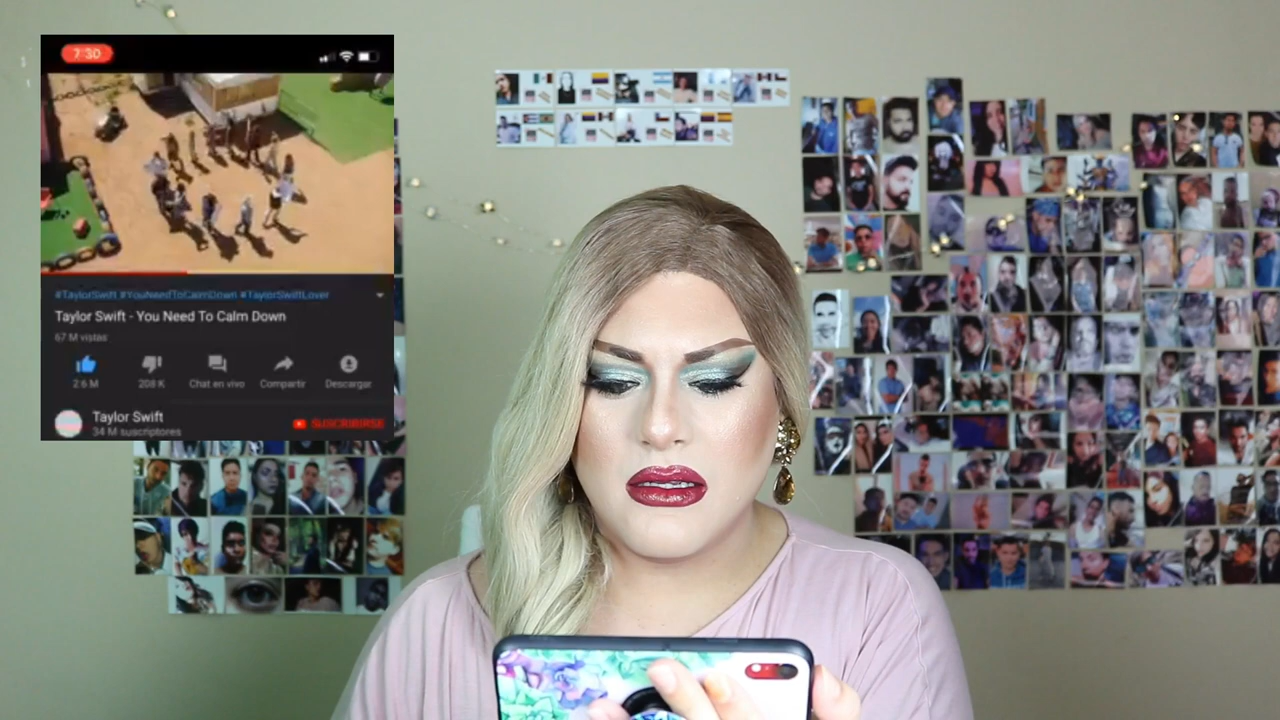 7:30
#TaylorSwift #YouNeedToCalmDown #TaylorSwiftLover
Taylor Swift - You Need To Calm Down
67 M vistas
2.6 M 208 K Chat en vivo Compartir Descargar
Taylor Swift SUSCRIBIRSE
34 M suscriptores